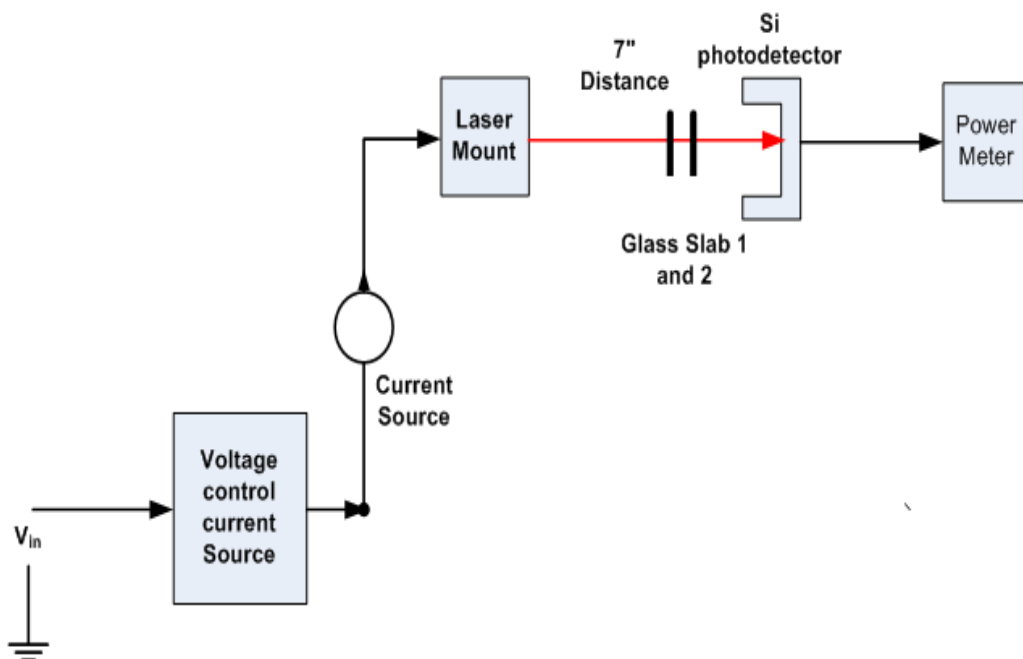 Si
photodetector
7"
Distance
Laser
Mount
Power
Meter
Glass Slab 1
and 2
Current
Source
Voltage
control
current
Source
Vin